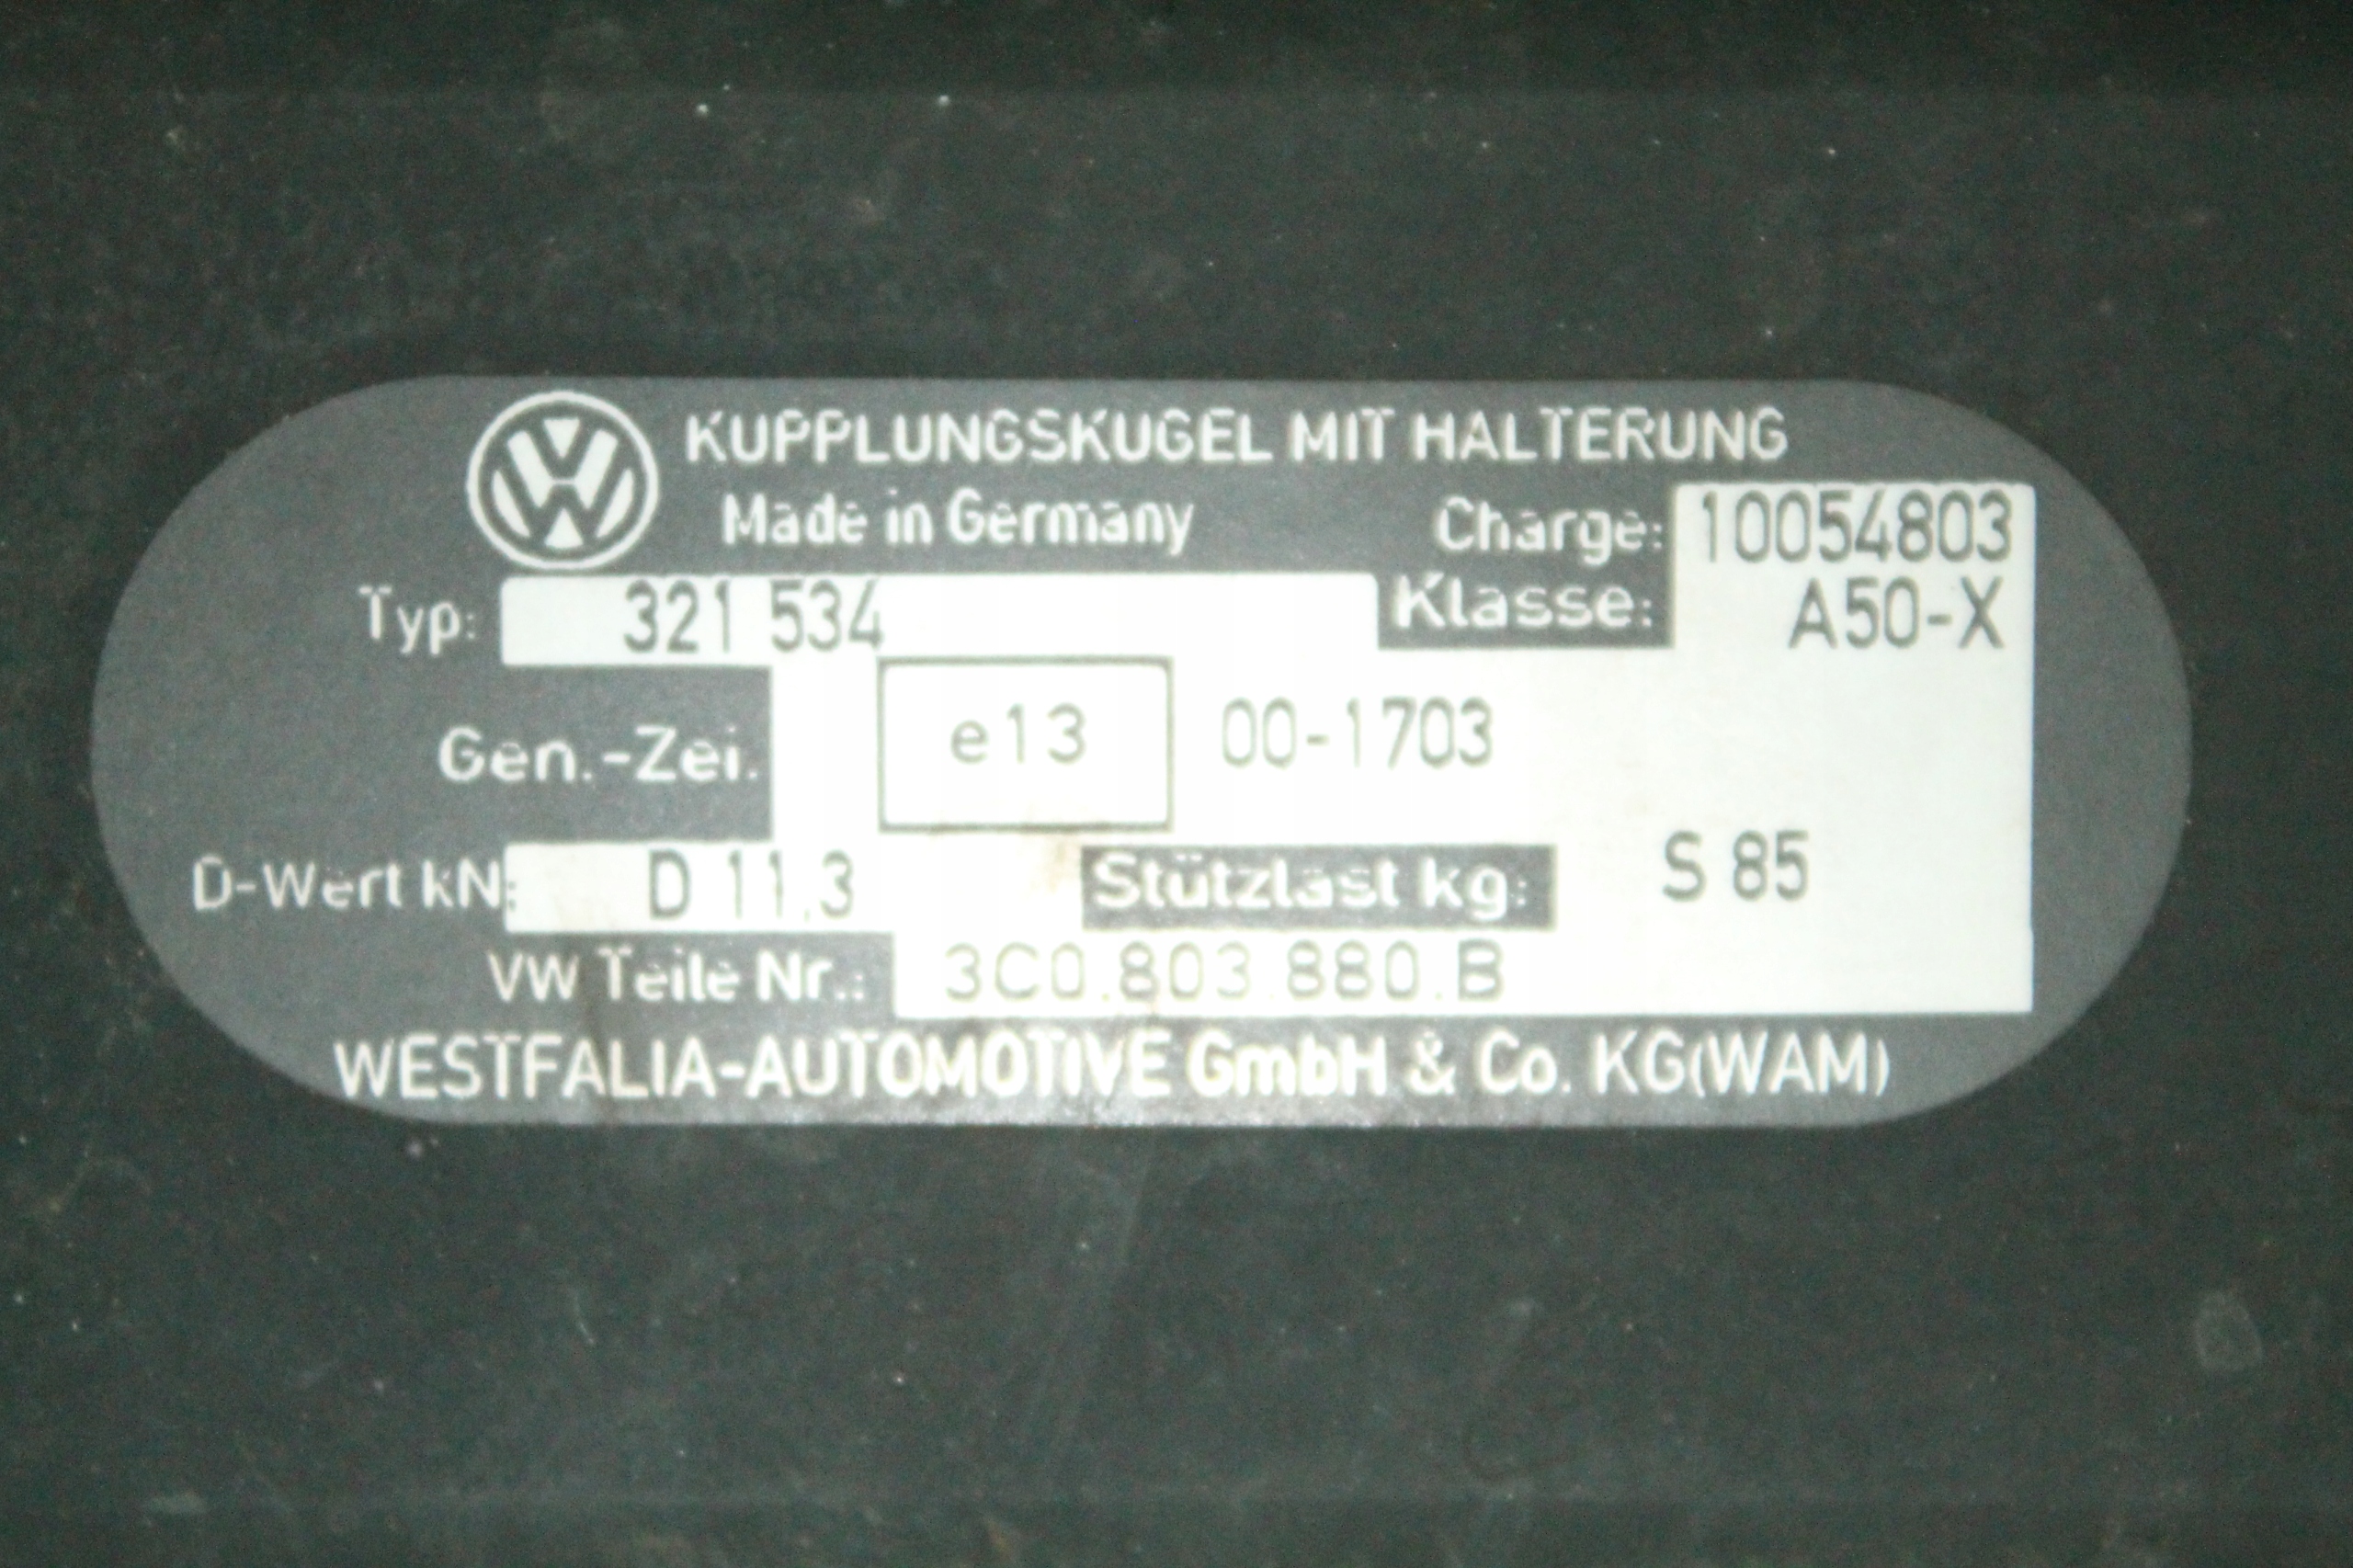 KUPPLUNGSKUGEL MIT HALTERUNG
Made in Germany Charge: 10054803
Typ: 321 534 Klasse: A50-X
Gen.-Zei. e13 00-1703
D-Wert kN: D 11,3 Stützlast kg: S 85
VW Teile Nr.: 3C0.803.880.B
WESTFALIA-AUTOMOTIVE GmbH & Co. KG(WAM)